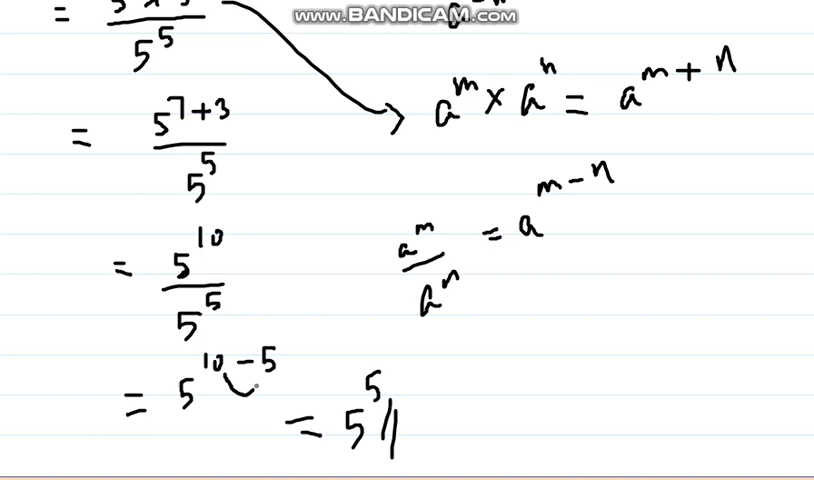 www.BANDICAM.com
= / 5^5
a^m × a^n = a^(m + n)
= 5^(7+3) / 5^5
a^m / a^n = a^(m - n)
= 5^10 / 5^5
= 5^(10 - 5)
= 5^5 //